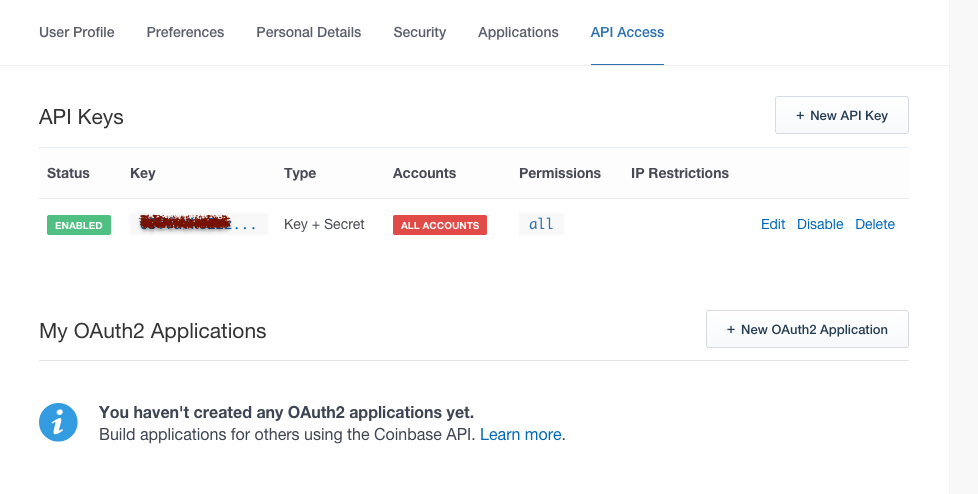 User Profile Preferences Personal Details Security Applications API Access
API Keys + New API Key
Status Key Type Accounts Permissions IP Restrictions
ENABLED ... Key + Secret ALL ACCOUNTS all Edit Disable Delete
My OAuth2 Applications + New OAuth2 Application
You haven't created any OAuth2 applications yet.
Build applications for others using the Coinbase API. Learn more.